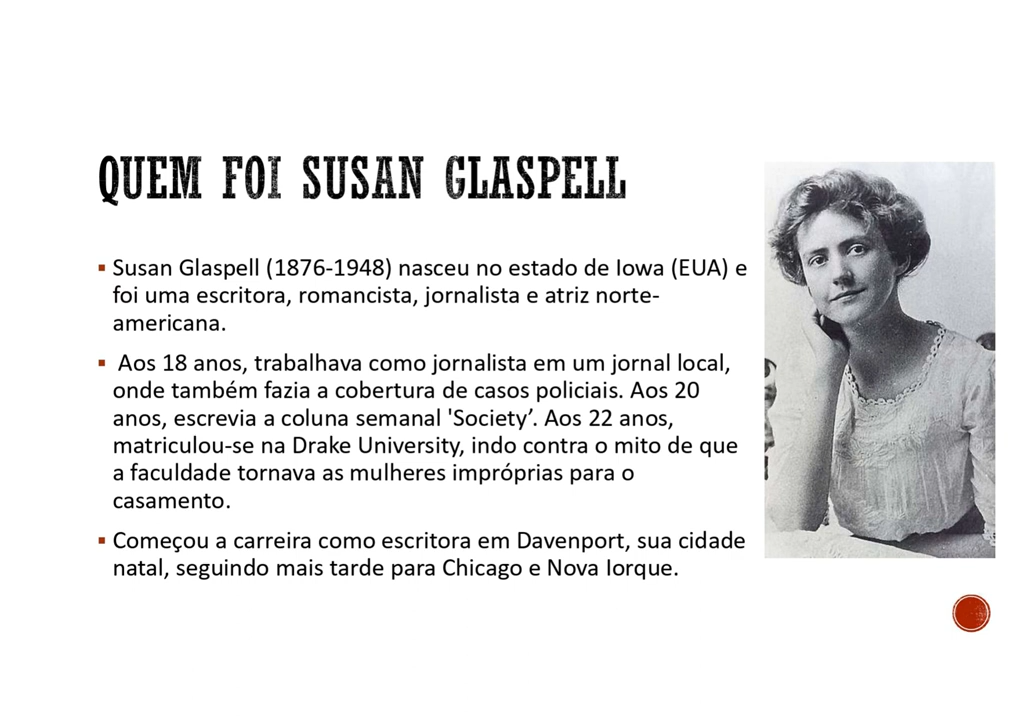 QUEM FOI SUSAN GLASPELL
▪ Susan Glaspell (1876-1948) nasceu no estado de Iowa (EUA) e
foi uma escritora, romancista, jornalista e atriz norte-
americana.
▪ Aos 18 anos, trabalhava como jornalista em um jornal local,
onde também fazia a cobertura de casos policiais. Aos 20
anos, escrevia a coluna semanal 'Society’. Aos 22 anos,
matriculou-se na Drake University, indo contra o mito de que
a faculdade tornava as mulheres impróprias para o
casamento.
▪ Começou a carreira como escritora em Davenport, sua cidade
natal, seguindo mais tarde para Chicago e Nova Iorque.